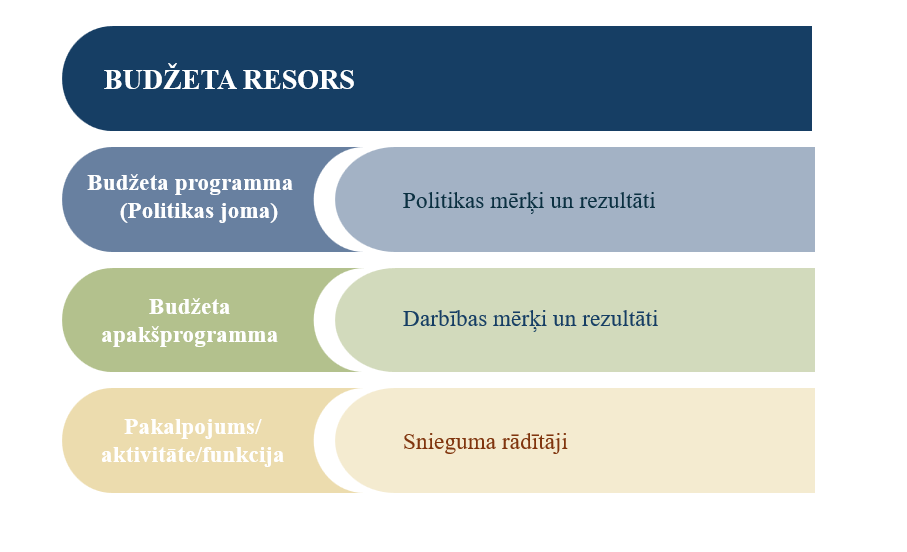 BUDŽETA RESORS
Budžeta programma
(Politikas joma)
Politikas mērķi un rezultāti
Budžeta
apakšprogramma
Darbības mērķi un rezultāti
Pakalpojums/
aktivitāte/funkcija
Snieguma rādītāji